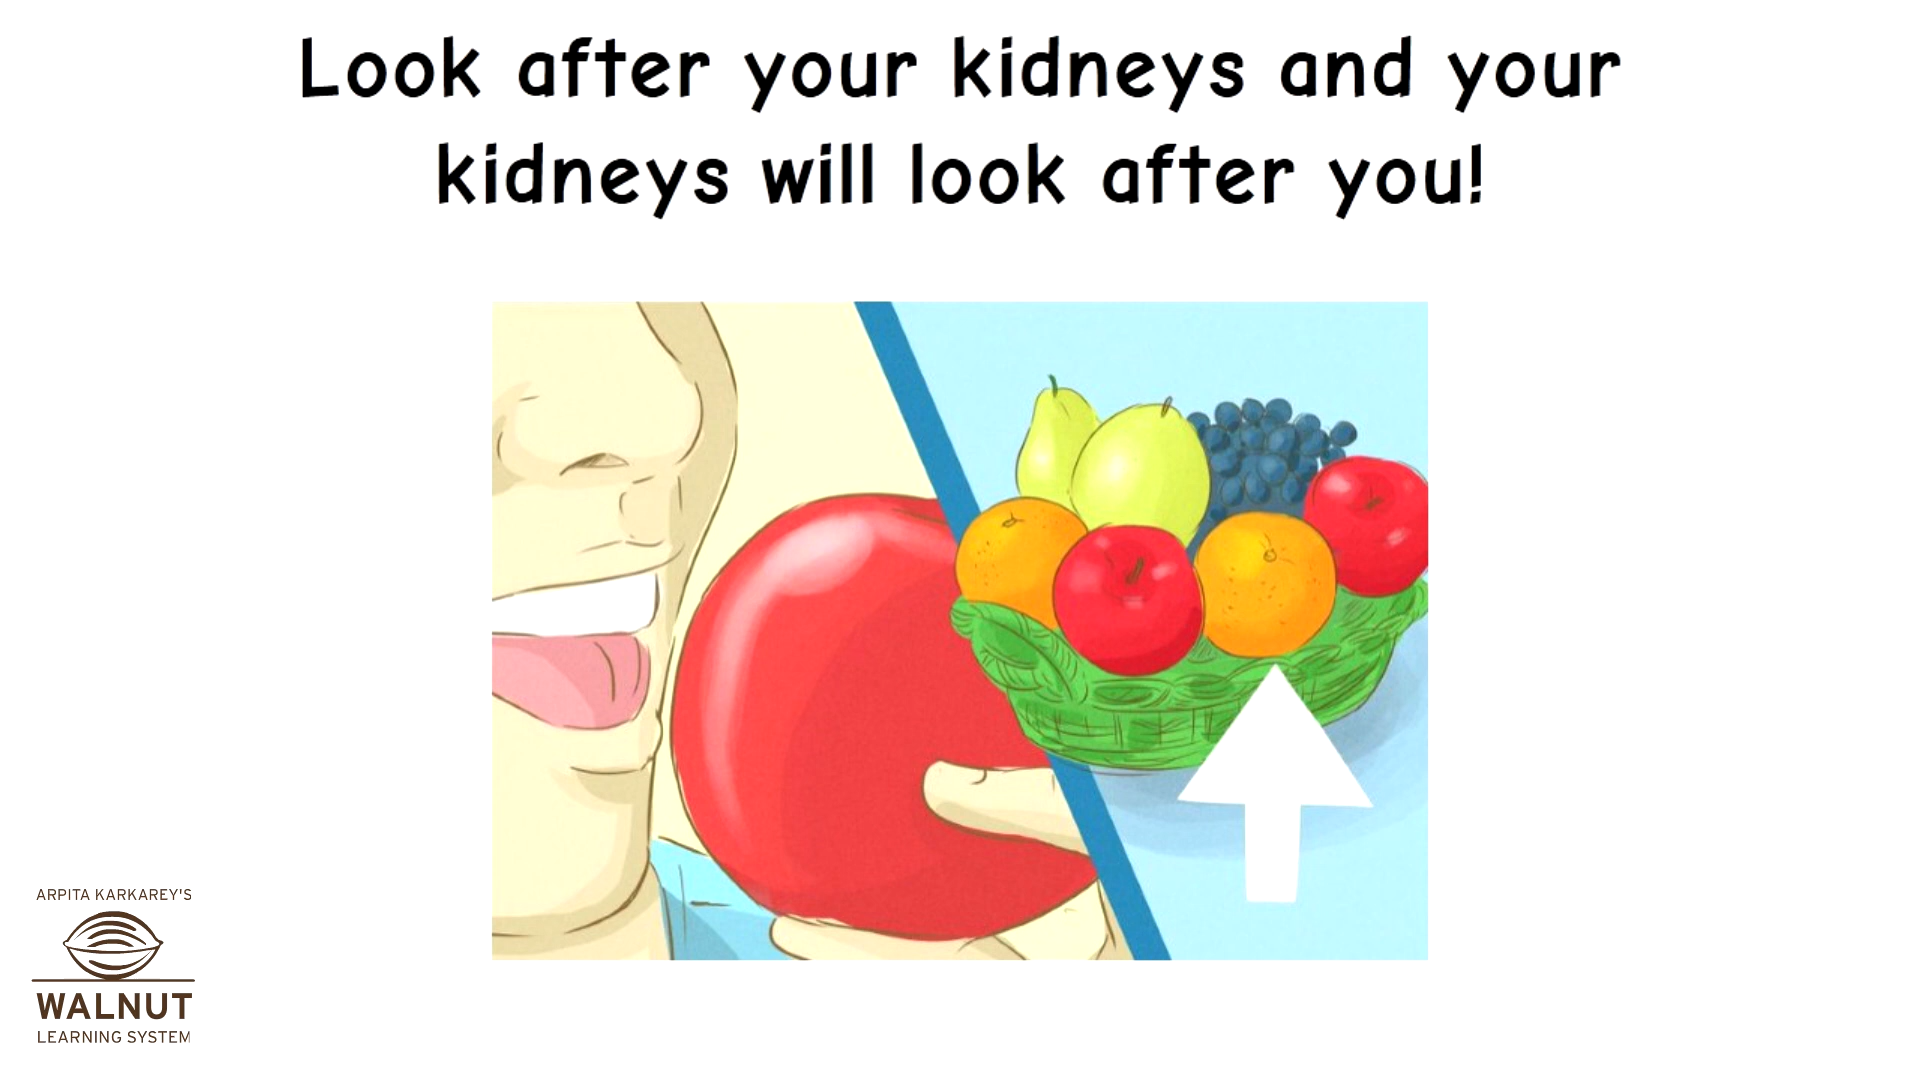 Look after your kidneys and your
kidneys will look after you!
ARPITA KARKAREY'S
WALNUT
LEARNING SYSTEM